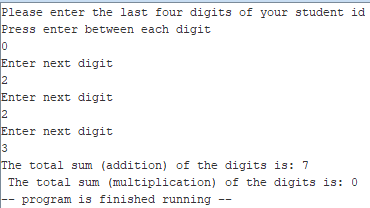 Please enter the last four digits of your student id
Press enter between each digit
0
Enter next digit
2
Enter next digit
2
Enter next digit
3
The total sum (addition) of the digits is: 7
 The total sum (multiplication) of the digits is: 0
-- program is finished running --